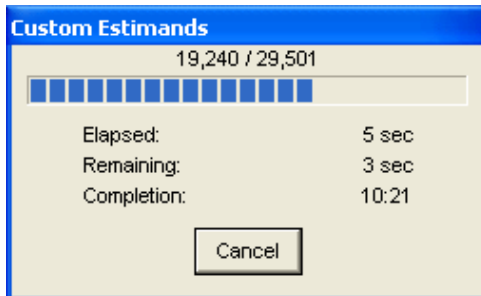 Custom Estimands
19,240 / 29,501
Elapsed: 5 sec
Remaining: 3 sec
Completion: 10:21
Cancel